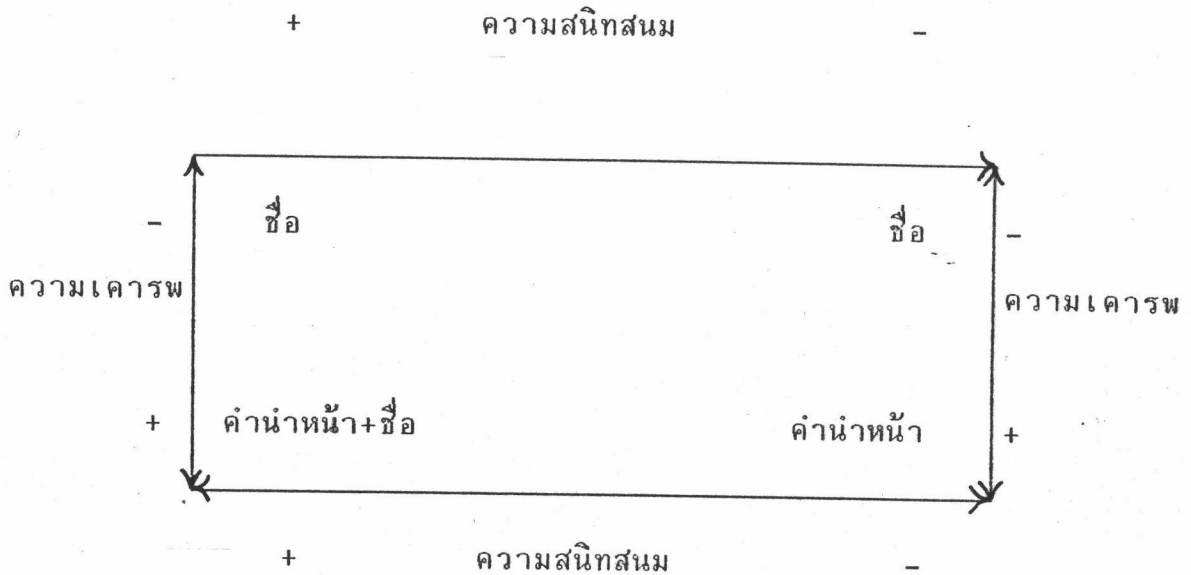 + ความสนิทสนม -
- ชื่อ ชื่อ -
ความเคารพ ความเคารพ
+ คำนำหน้า+ชื่อ คำนำหน้า +
+ ความสนิทสนม -